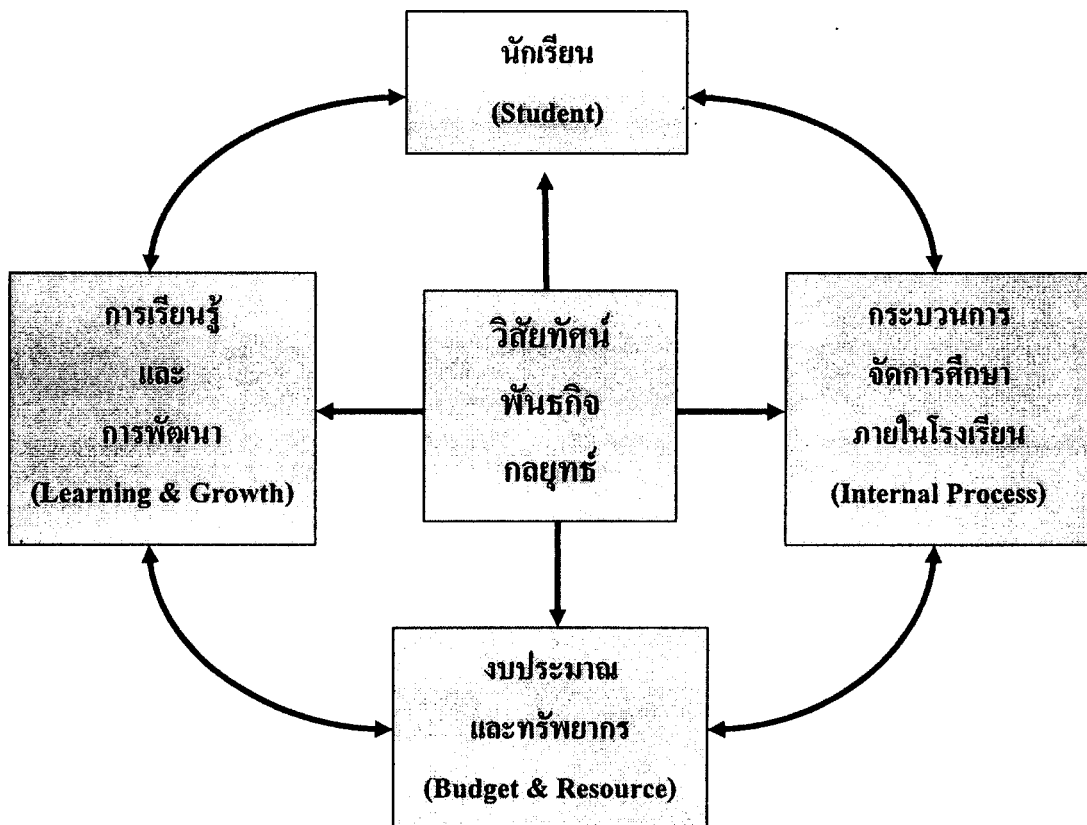 นักเรียน
(Student)
การเรียนรู้
และ
การพัฒนา
(Learning & Growth)
วิสัยทัศน์
พันธกิจ
กลยุทธ์
กระบวนการ
จัดการศึกษา
ภายในโรงเรียน
(Internal Process)
งบประมาณ
และทรัพยากร
(Budget & Resource)